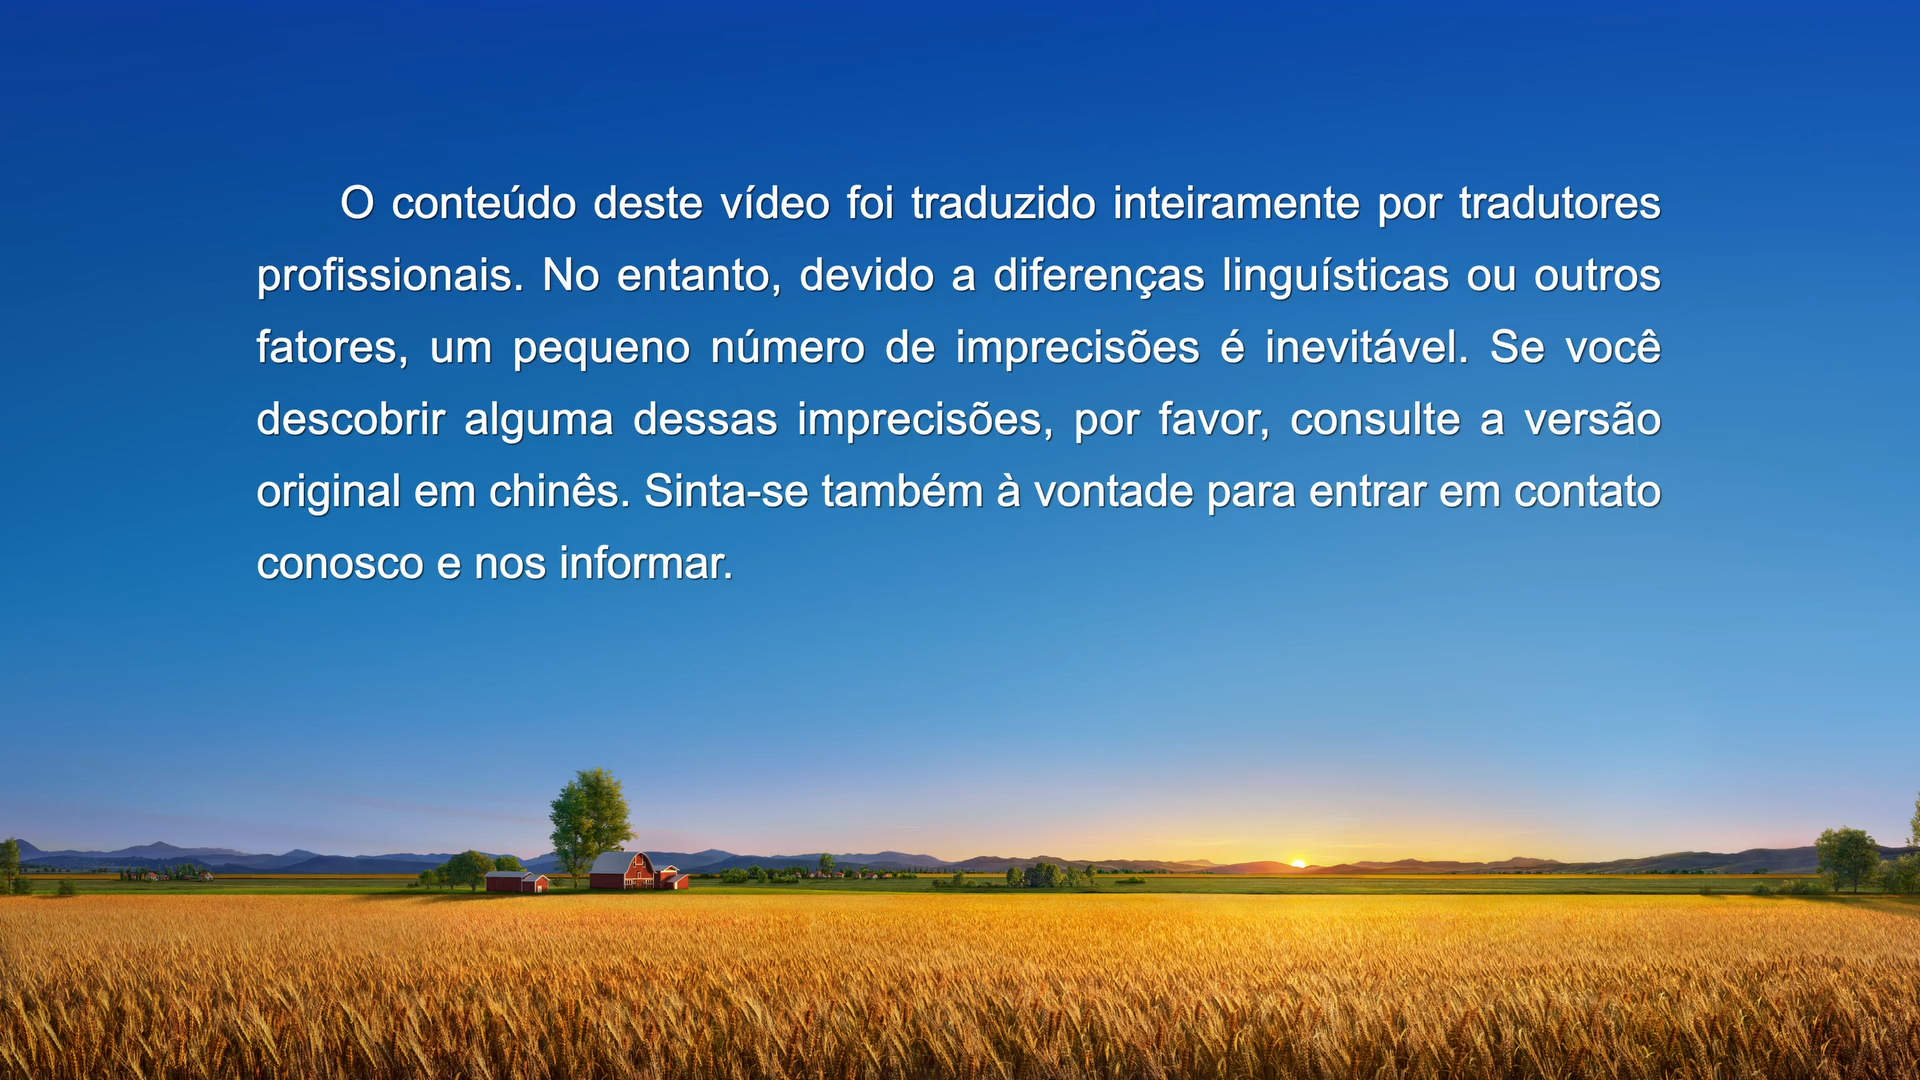 O conteúdo deste vídeo foi traduzido inteiramente por tradutores
profissionais. No entanto, devido a diferenças linguísticas ou outros
fatores, um pequeno número de imprecisões é inevitável. Se você
descobrir alguma dessas imprecisões, por favor, consulte a versão
original em chinês. Sinta-se também à vontade para entrar em contato
conosco e nos informar.